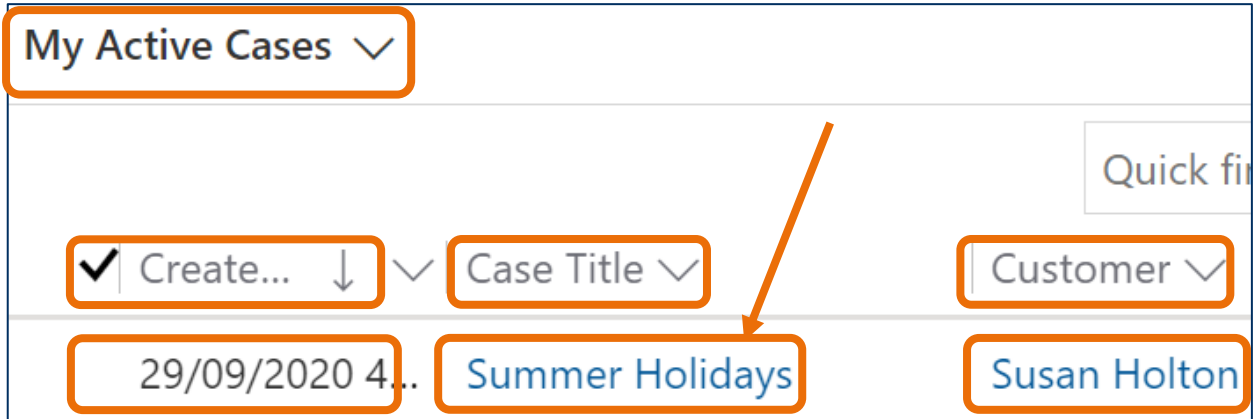 My Active Cases
Quick fi
Create... Case Title Customer
29/09/2020 4... Summer Holidays Susan Holton